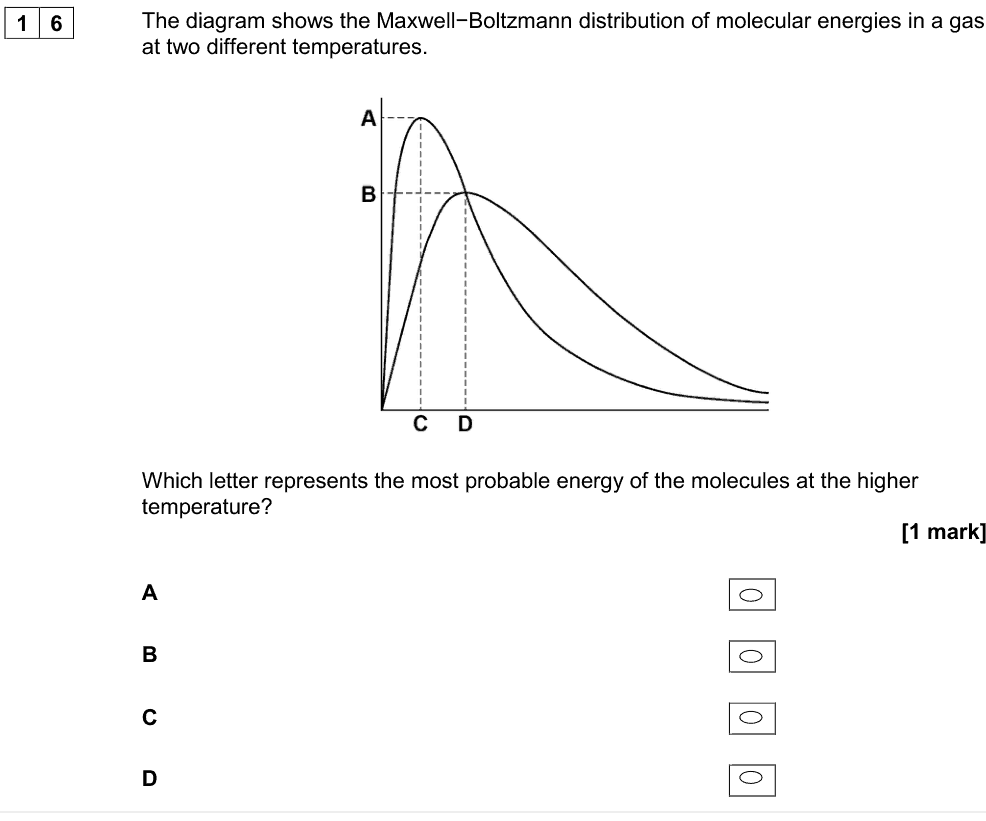 1 6
The diagram shows the Maxwell−Boltzmann distribution of molecular energies in a gas
at two different temperatures.
A
B
C D
Which letter represents the most probable energy of the molecules at the higher
temperature?
[1 mark]
A
B
C
D